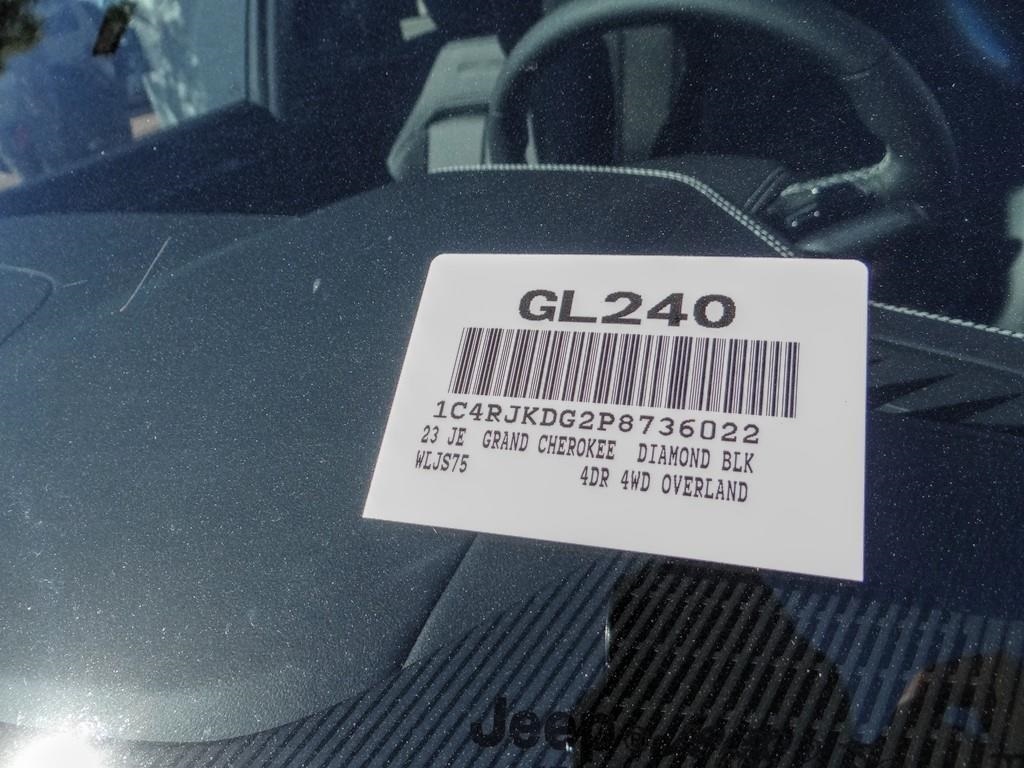 GL240
1C4RJKDG2P8736022
23 JE GRAND CHEROKEE DIAMOND BLK
WLJS75 4DR 4WD OVERLAND
Jeep